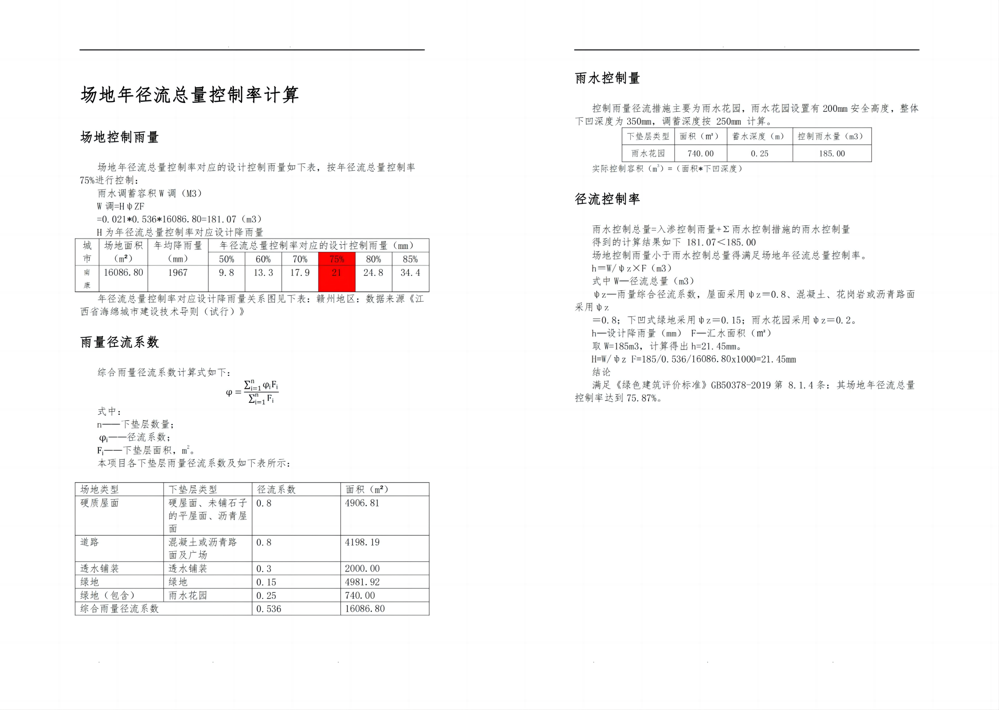 场地年径流总量控制率计算
场地控制雨量
场地年径流总量控制率对应的设计控制雨量如下表，按年径流总量控制率
75%进行控制：
雨水调蓄容积 W 调（M3）
W 调=HψZF
=0.021*0.536*16086.80=181.07（m3）
H 为年径流总量控制率对应设计降雨量
城市 场地面积（m²） 年均降雨量（mm） 年径流总量控制率对应的设计控制雨量（mm）
50% 60% 70% 75% 80% 85%
南康 16086.80 1967 9.8 13.3 17.9 21 24.8 34.4
年径流总量控制率对应设计降雨量关系图见下表：赣州地区：数据来源《江
西省海绵城市建设技术导则（试行）》
雨量径流系数
综合雨量径流系数计算式如下：
φ = ∑ⁿᵢ₌₁ φᵢFᵢ / ∑ⁿᵢ₌₁ Fᵢ
式中：
n——下垫层数量；
φᵢ——径流系数；
Fᵢ——下垫层面积，m²。
本项目各下垫层雨量径流系数及如下表所示：
场地类型 下垫层类型 径流系数 面积（m²）
硬质屋面 硬屋面、未铺石子的平屋面、沥青屋面 0.8 4906.81
道路 混凝土或沥青路面及广场 0.8 4198.19
透水铺装 透水铺装 0.3 2000.00
绿地 绿地 0.15 4981.92
绿地（包含） 雨水花园 0.25 740.00
综合雨量径流系数 0.536 16086.80
雨水控制量
控制雨量径流措施主要为雨水花园，雨水花园设置有 200mm 安全高度，整体
下凹深度为 350mm，调蓄深度按 250mm 计算。
下垫层类型 面积（m²） 蓄水深度（m） 控制雨水量（m3）
雨水花园 740.00 0.25 185.00
实际控制容积（m³）=（面积*下凹深度）
径流控制率
雨水控制总量=入渗控制雨量+Σ雨水控制措施的雨水控制量
得到的计算结果如下 181.07＜185.00
场地控制雨量小于雨水控制总量得满足场地年径流总量控制率。
h＝W/ψz×F（m3）
式中 W—径流总量（m3）
ψz—雨量综合径流系数，屋面采用ψz＝0.8、混凝土、花岗岩或沥青路面
采用ψz
＝0.8；下凹式绿地采用ψz＝0.15；雨水花园采用ψz＝0.2。
h—设计降雨量（mm） F—汇水面积（m²）
取 W=185m3，计算得出 h=21.45mm。
H=W/ψz F=185/0.536/16086.80x1000=21.45mm
结论
满足《绿色建筑评价标准》GB50378-2019 第 8.1.4 条：其场地年径流总量
控制率达到 75.87%。